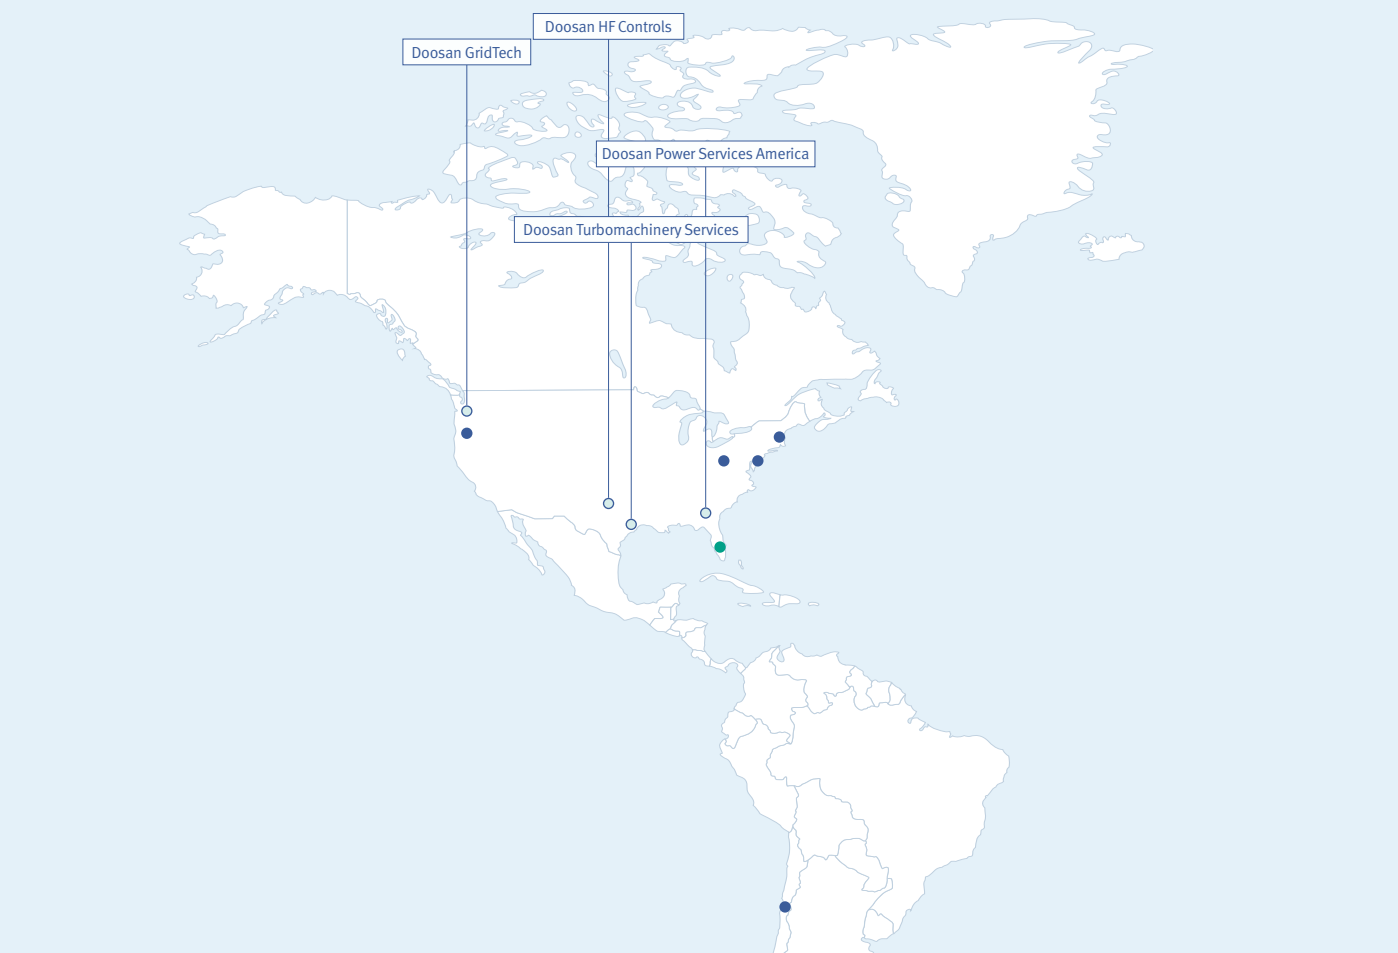 Doosan HF Controls
Doosan GridTech
Doosan Power Services America
Doosan Turbomachinery Services